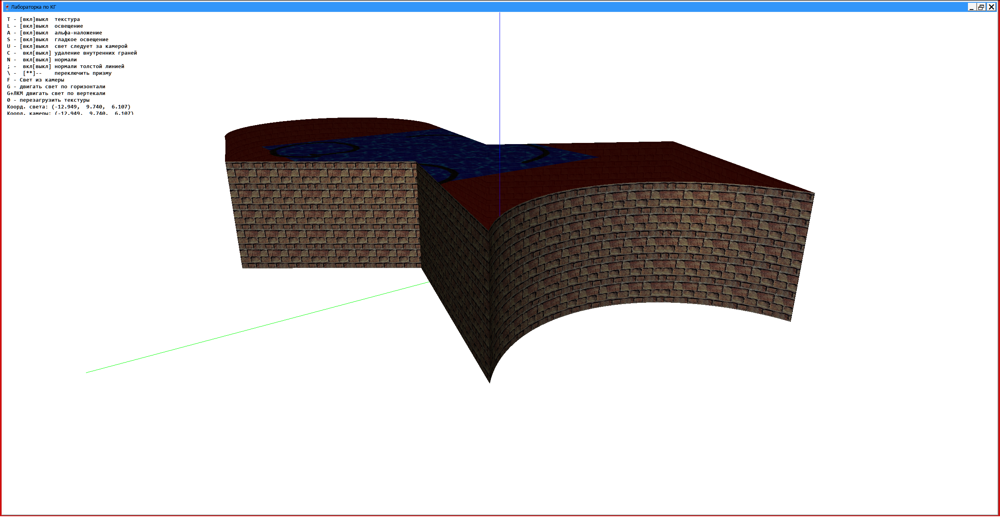 Лабораторка по КГ
T - [вкл]выкл  текстура
L - [вкл]выкл  освещение
A - [вкл]выкл  альфа-наложение
S - [вкл]выкл  гладкое освещение
U - [вкл]выкл  свет следует за камерой
C -  вкл[выкл] удаление внутренних граней
N -  вкл[выкл] нормали
; -  вкл[выкл] нормали толстой линией
\ -  [**]--    переключить призму
F - Свет из камеры
G - двигать свет по горизонтали
G+ЛКМ двигать свет по вертекали
0 - перезагрузить текстуры
Коорд. света: (-12.949,  9.740,  6.107)
Коорд. камеры: (-12.949,  9.740,  6.107)